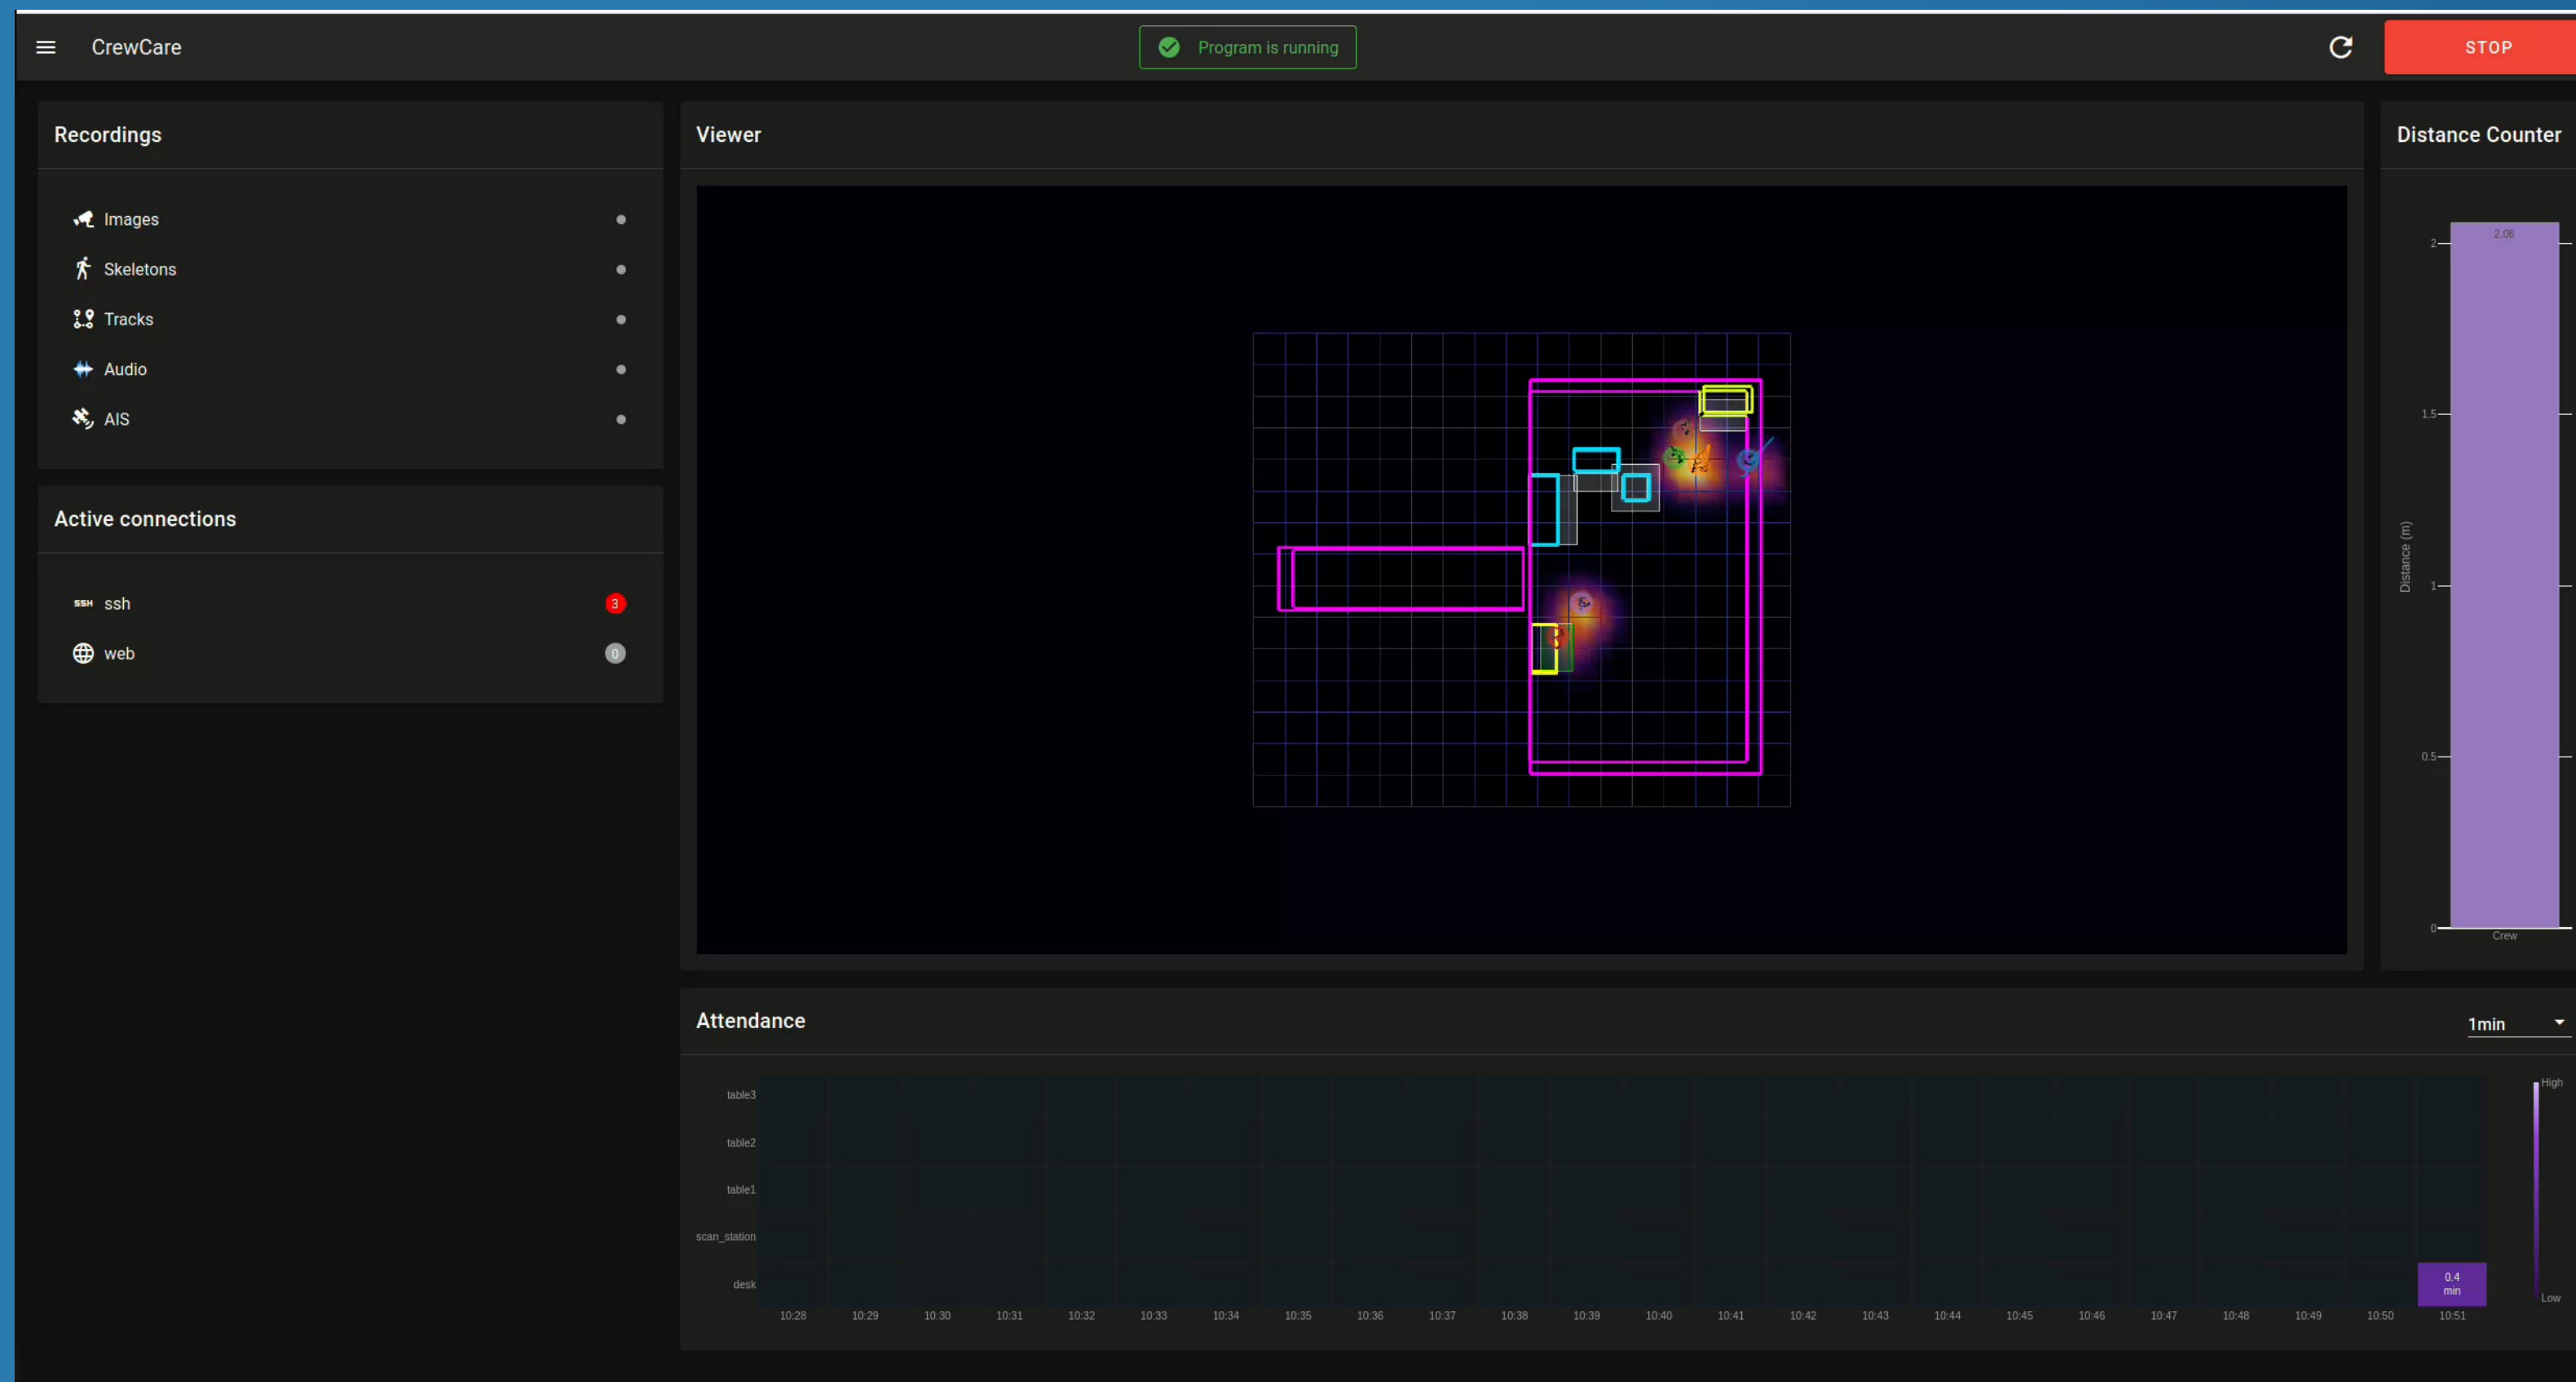 CrewCare
Program is running
STOP
Recordings
Images
Skeletons
Tracks
Audio
AIS
Active connections
SSH ssh 3
web 0
Viewer
Distance Counter
2.06
2
1.5
1
0.5
0
Distance (m)
Crew
Attendance
1min
table3
table2
table1
scan_station
desk
0.4
min
10:28 10:29 10:30 10:31 10:32 10:33 10:34 10:35 10:36 10:37 10:38 10:39 10:40 10:41 10:42 10:43 10:44 10:45 10:46 10:47 10:48 10:49 10:50 10:51
High
Low